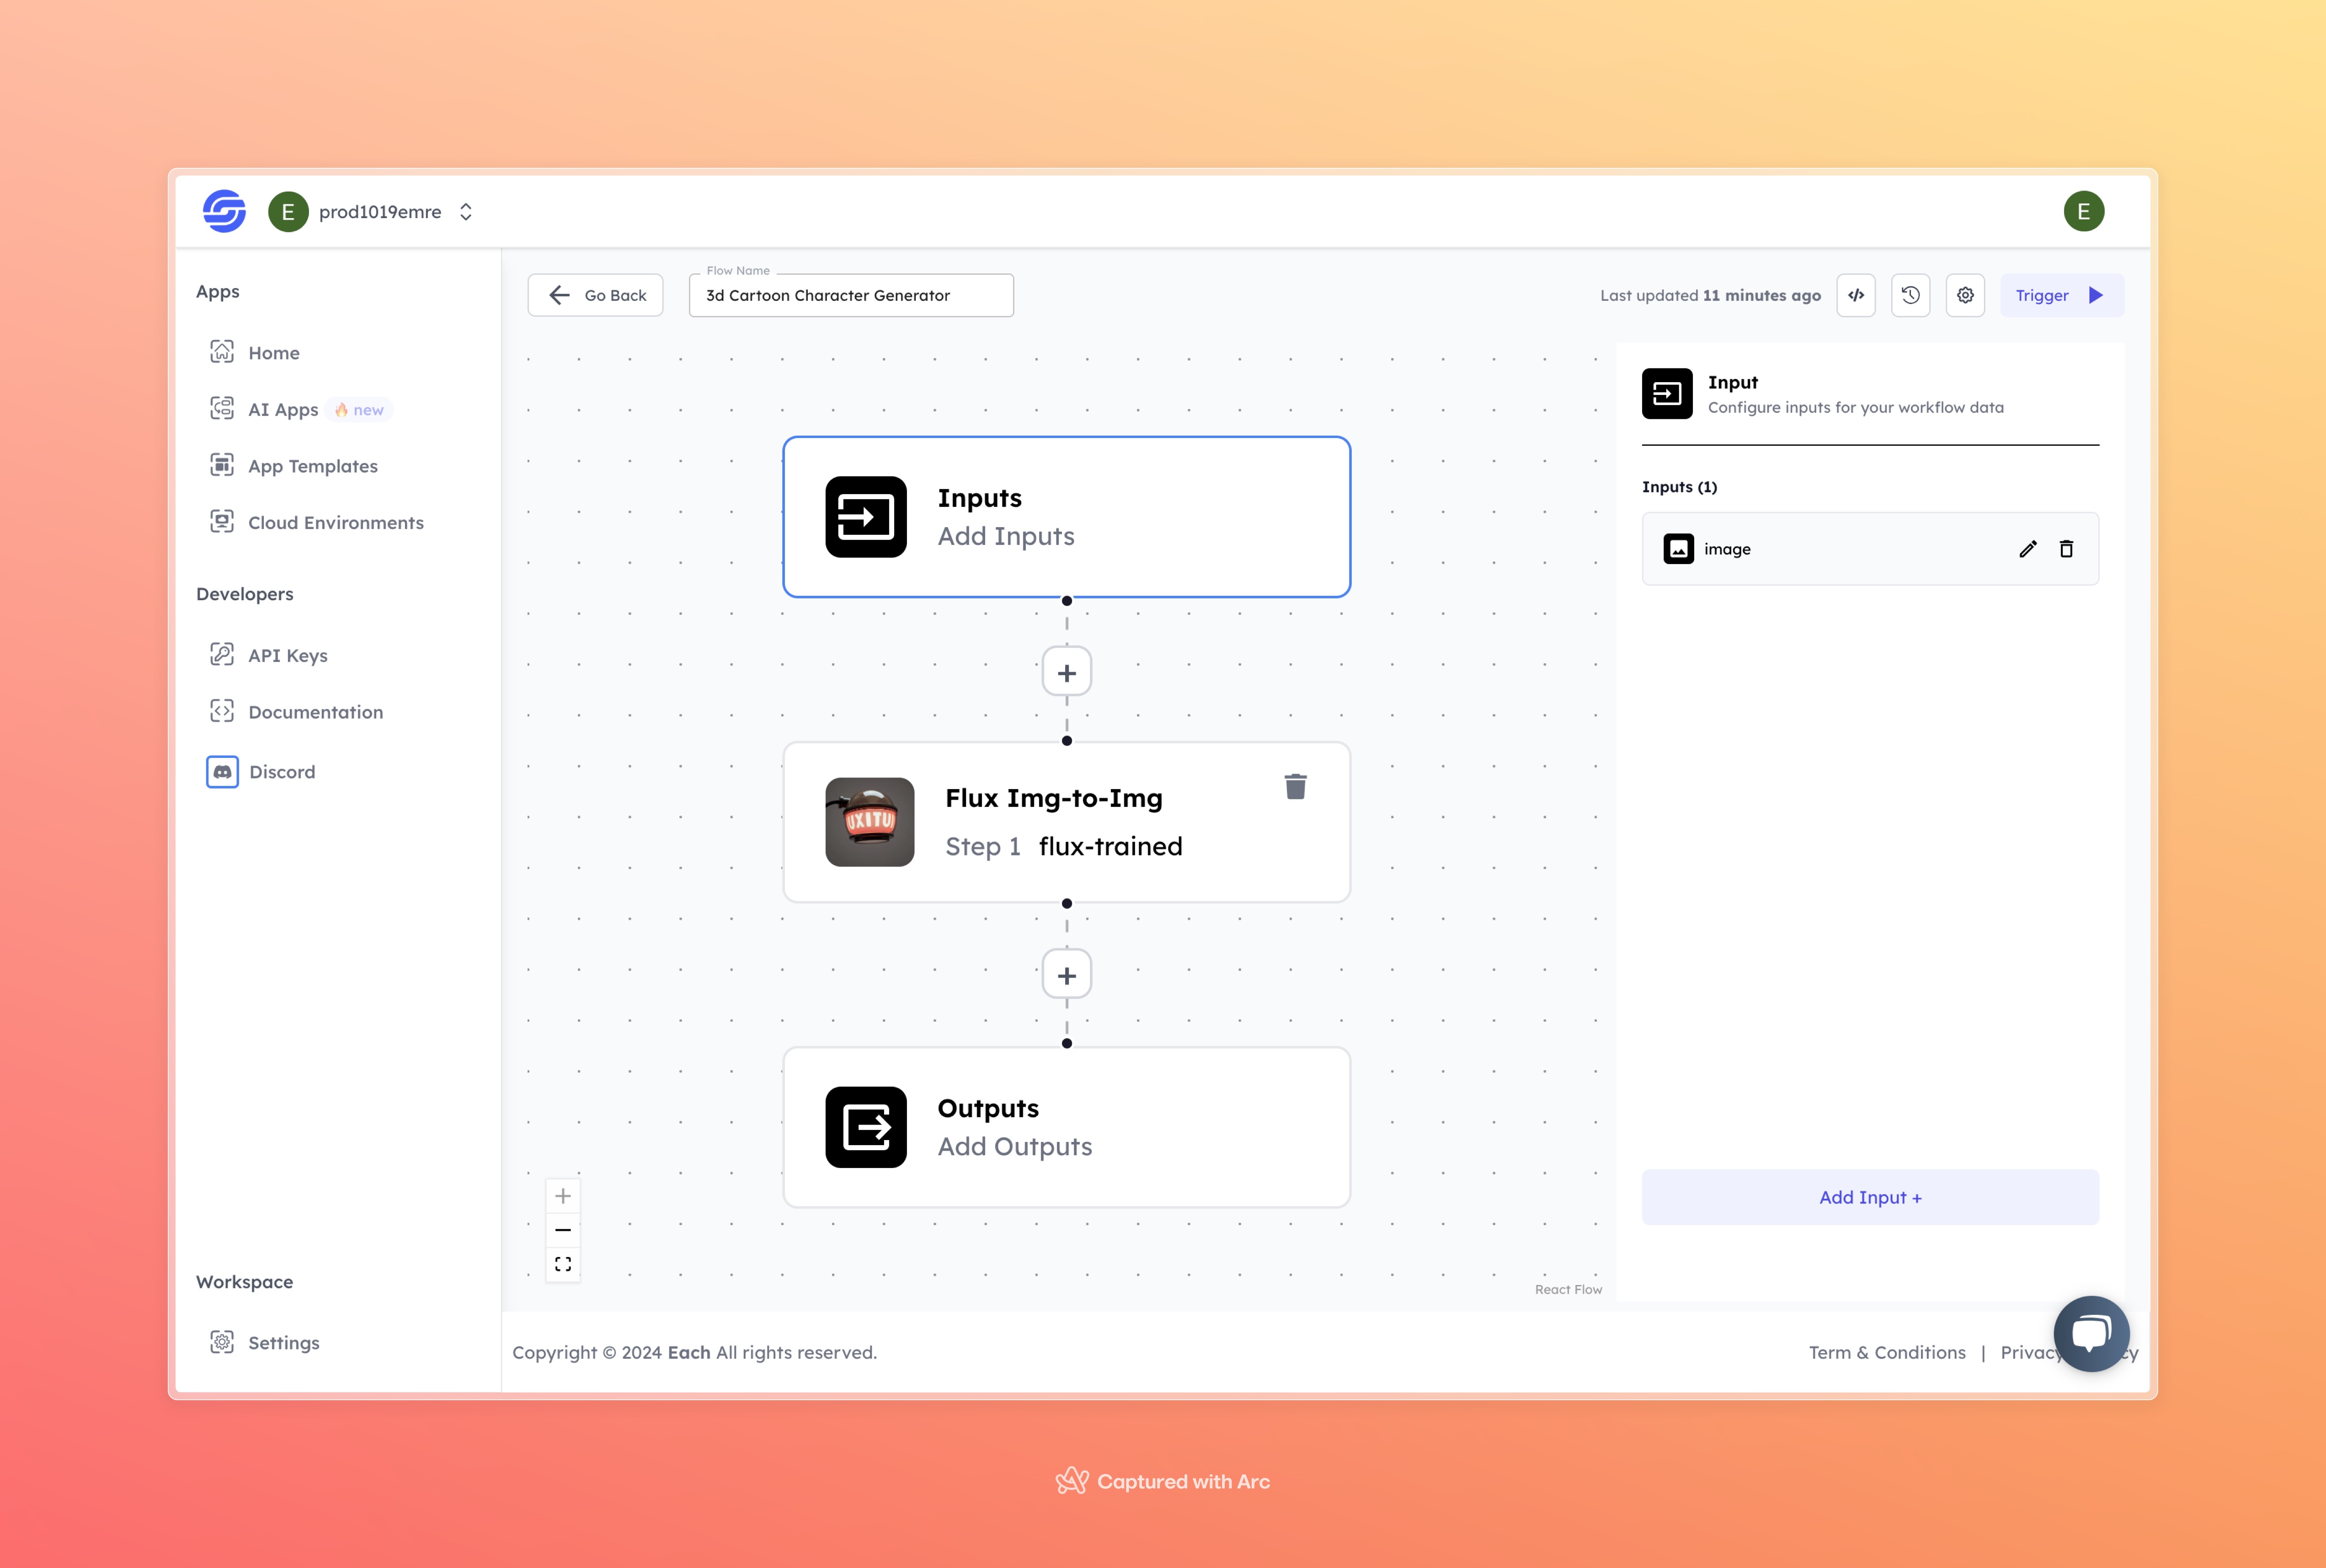 E prod1019emre
E
Apps
Home
AI Apps 🔥 new
App Templates
Cloud Environments
Developers
API Keys
Documentation
Discord
Workspace
Settings
Go Back
Flow Name
3d Cartoon Character Generator
Last updated 11 minutes ago
Trigger
Inputs
Add Inputs
+
UXITU
Flux Img-to-Img
Step 1 flux-trained
+
Outputs
Add Outputs
React Flow
Input
Configure inputs for your workflow data
Inputs (1)
image
Add Input +
Copyright © 2024 Each All rights reserved.
Term & Conditions | Privacy cy
Captured with Arc